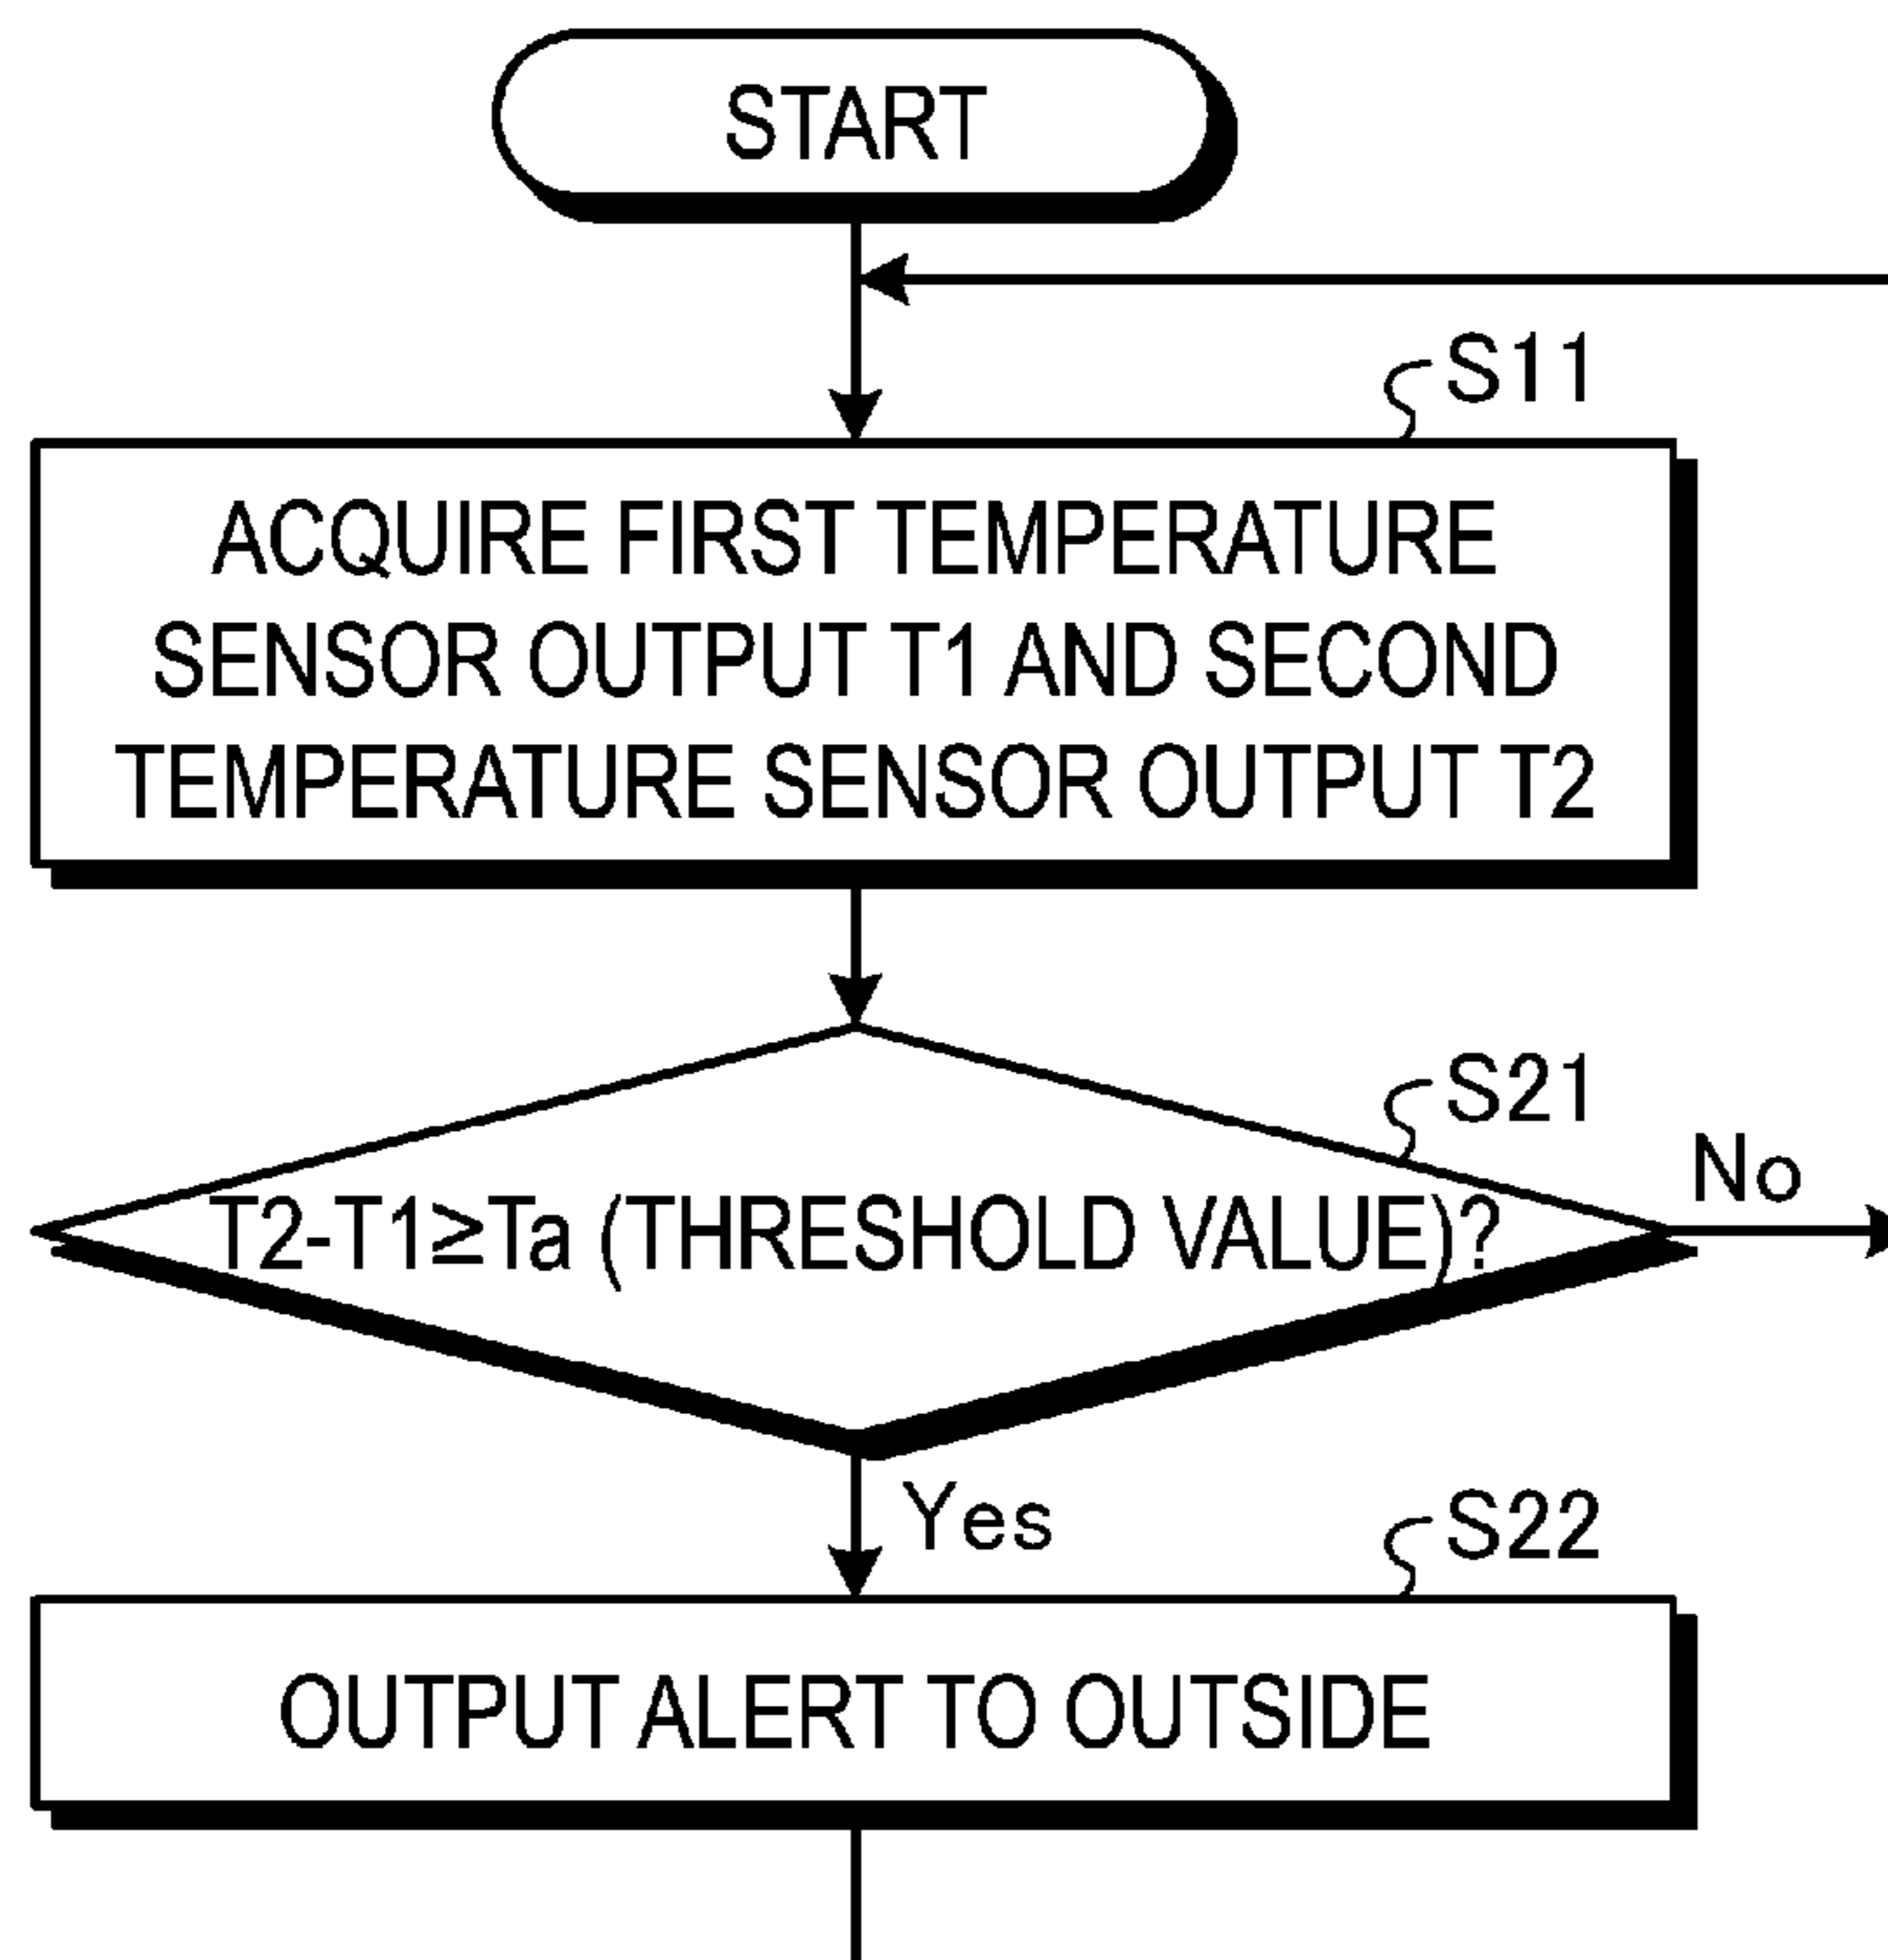 START
S11
ACQUIRE FIRST TEMPERATURE
SENSOR OUTPUT T1 AND SECOND
TEMPERATURE SENSOR OUTPUT T2
S21
No
T2-T1≥Ta (THRESHOLD VALUE)?
Yes
S22
OUTPUT ALERT TO OUTSIDE